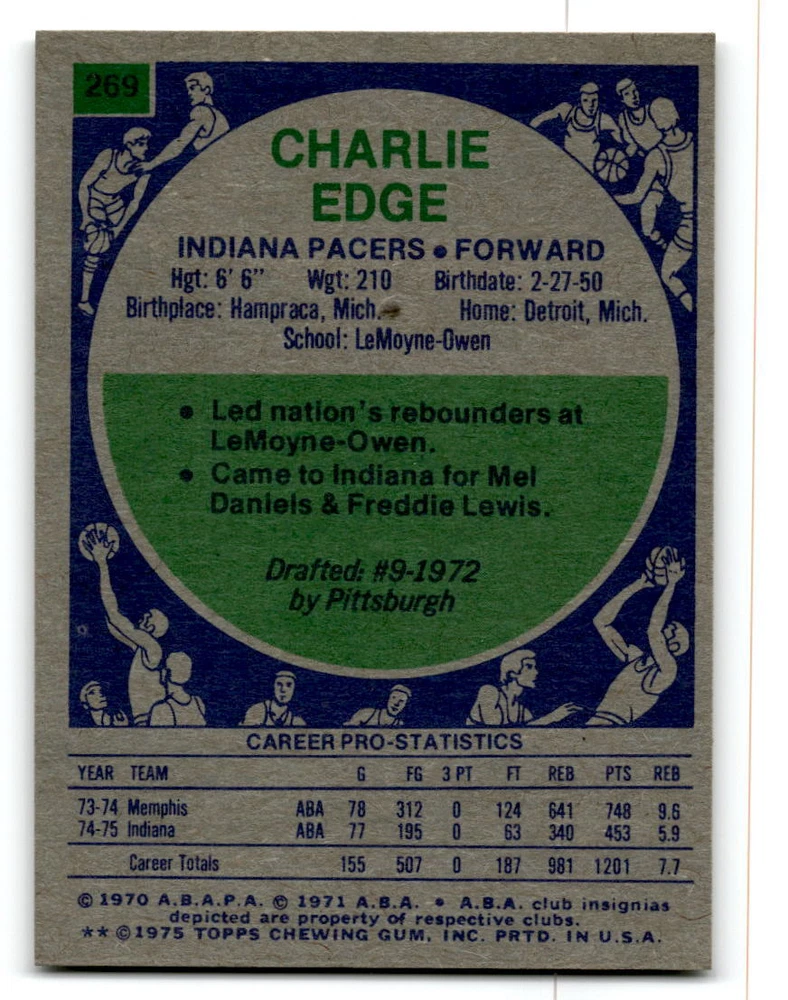 269
CHARLIE
EDGE
INDIANA PACERS • FORWARD
Hgt: 6' 6" Wgt: 210 Birthdate: 2-27-50
Birthplace: Hampraca, Mich. Home: Detroit, Mich.
School: LeMoyne-Owen
• Led nation's rebounders at
LeMoyne-Owen.
• Came to Indiana for Mel
Daniels & Freddie Lewis.
Drafted: #9-1972
by Pittsburgh
CAREER PRO-STATISTICS
YEAR TEAM G FG 3 PT FT REB PTS REB
73-74 Memphis ABA 78 312 0 124 641 748 9.6
74-75 Indiana ABA 77 195 0 63 340 453 5.9
Career Totals 155 507 0 187 981 1201 7.7
© 1970 A.B.A.P.A. © 1971 A.B.A. • A.B.A. club insignias
depicted are property of respective clubs.
** © 1975 TOPPS CHEWING GUM, INC. PRTD. IN U.S.A.